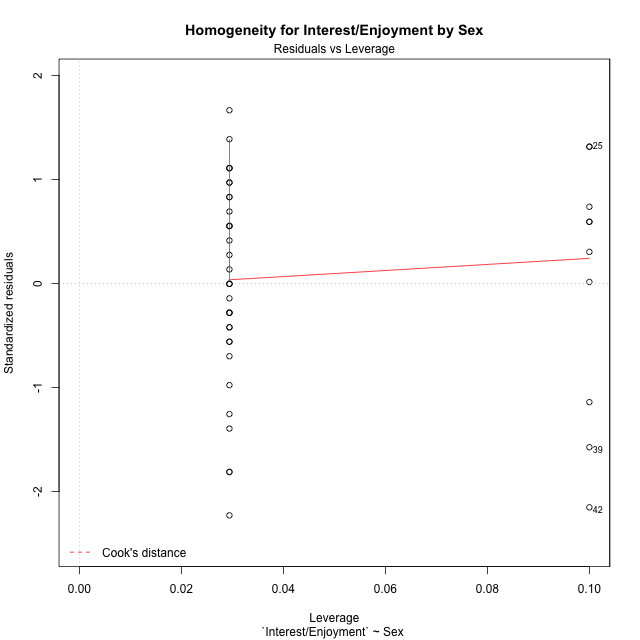 Homogeneity for Interest/Enjoyment by Sex
Residuals vs Leverage
Standardized residuals
2
1
0
-1
-2
25
39
42
Cook's distance
0.00 0.02 0.04 0.06 0.08 0.10
Leverage
`Interest/Enjoyment` ~ Sex